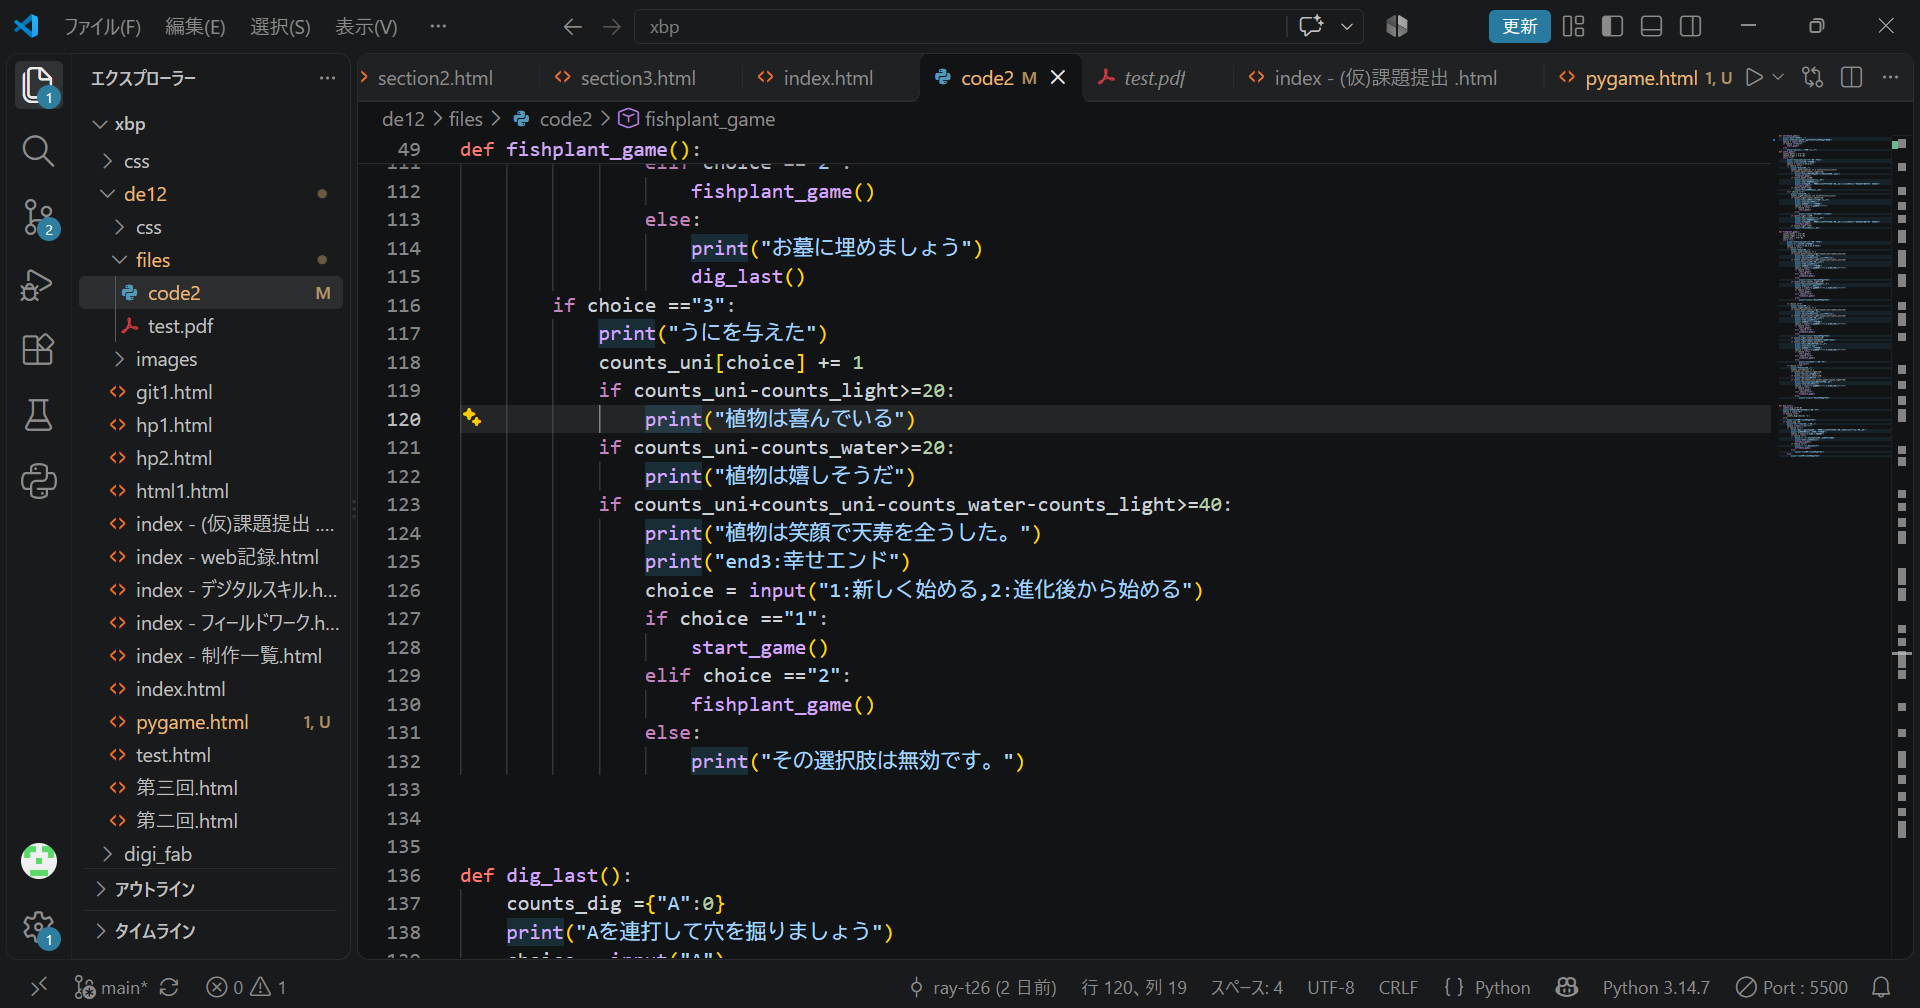 ファイル(F) 編集(E) 選択(S) 表示(V) ··· xbp 更新
エクスプローラー ···
section2.html section3.html index.html code2 M test.pdf index - (仮)課題提出 .html pygame.html 1, U ···
de12 > files > code2 > fishplant_game
xbp
css
de12
css
files
code2 M
test.pdf
images
git1.html
hp1.html
hp2.html
html1.html
index - (仮)課題提出 ....
index - web記録.html
index - デジタルスキル.h...
index - フィールドワーク.h...
index - 制作一覧.html
index.html
pygame.html 1, U
test.html
第三回.html
第二回.html
digi_fab
アウトライン
タイムライン
1
2
1
49 def fishplant_game():
111 elif choice =="2":
112 fishplant_game()
113 else:
114 print("お墓に埋めましょう")
115 dig_last()
116 if choice =="3":
117 print("うにを与えた")
118 counts_uni[choice] += 1
119 if counts_uni-counts_light>=20:
120 print("植物は喜んでいる")
121 if counts_uni-counts_water>=20:
122 print("植物は嬉しそうだ")
123 if counts_uni+counts_uni-counts_water-counts_light>=40:
124 print("植物は笑顔で天寿を全うした。")
125 print("end3:幸せエンド")
126 choice = input("1:新しく始める,2:進化後から始める")
127 if choice =="1":
128 start_game()
129 elif choice =="2":
130 fishplant_game()
131 else:
132 print("その選択肢は無効です。")
133
134
135
136 def dig_last():
137 counts_dig ={"A":0}
138 print("Aを連打して穴を掘りましょう")
139 choice = input("A")
main* 0 1 ray-t26 (2 日前) 行 120、列 19 スペース: 4 UTF-8 CRLF { } Python Python 3.14.7 Port : 5500